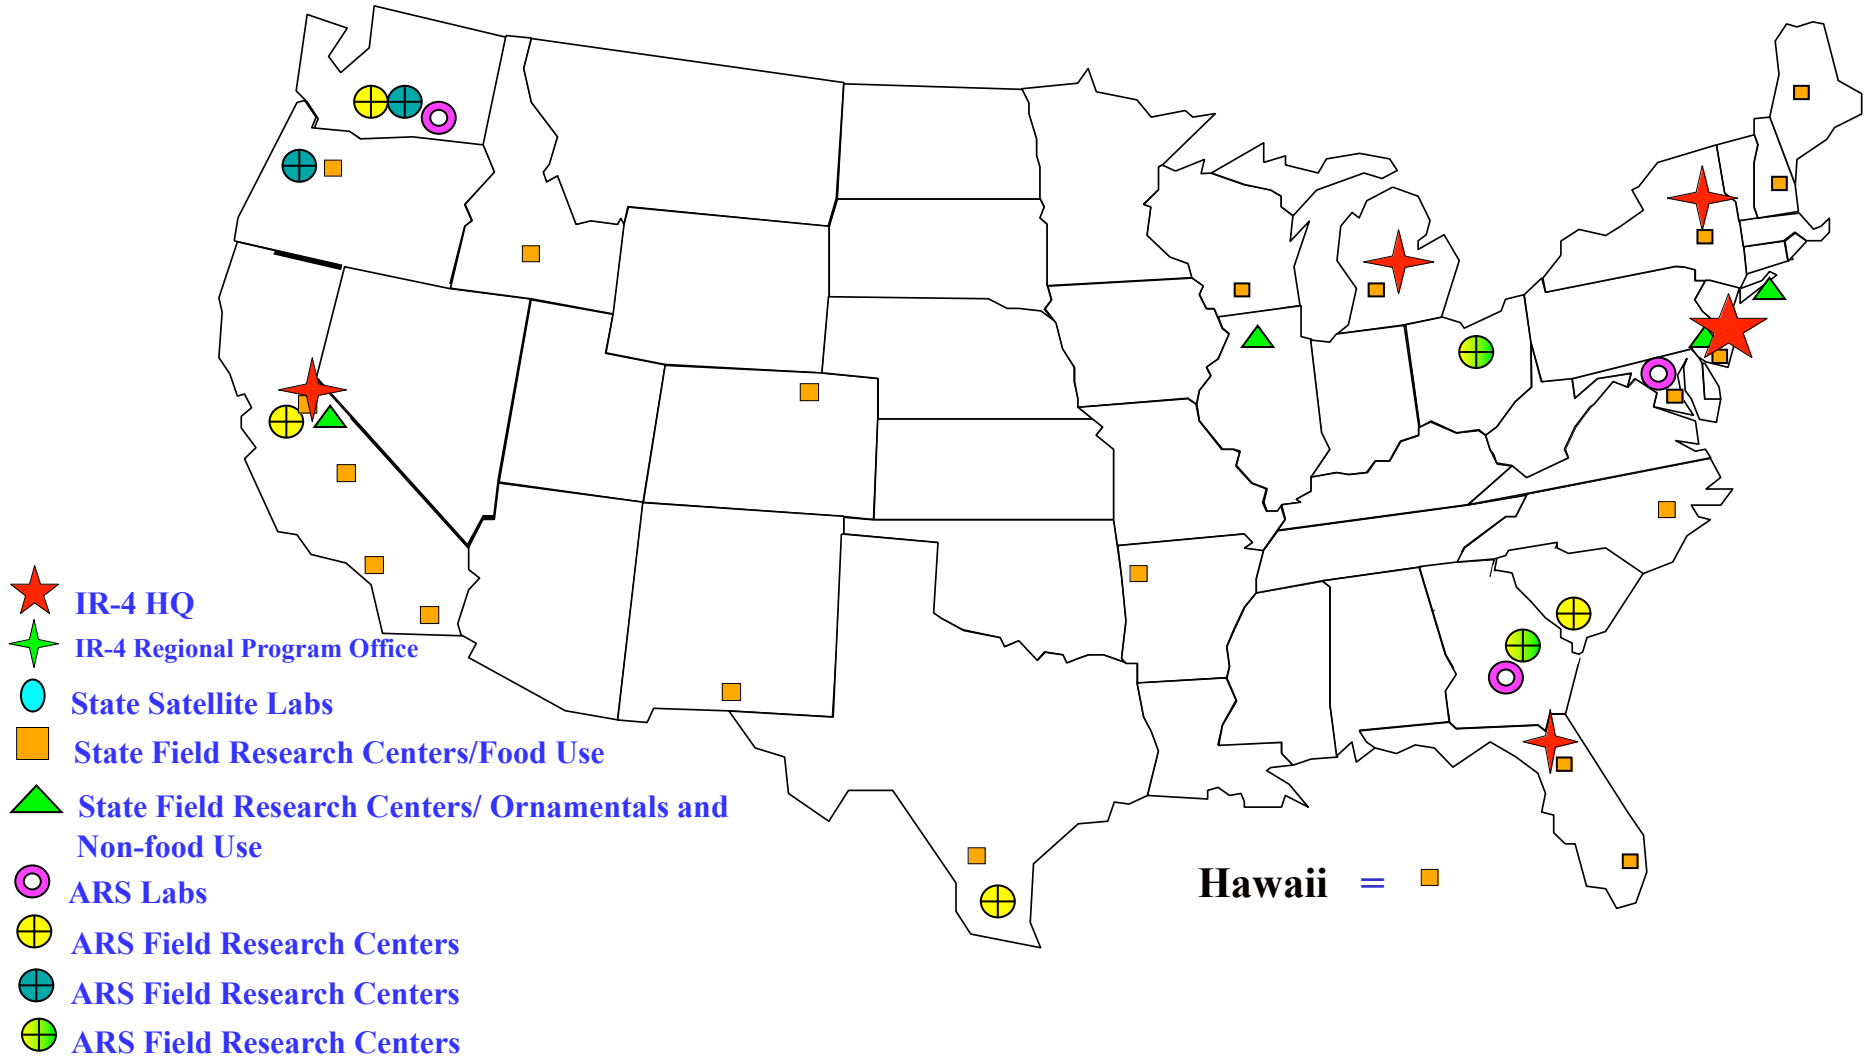 IR-4 HQ
IR-4 Regional Program Office
State Satellite Labs
State Field Research Centers/Food Use
State Field Research Centers/ Ornamentals and
Non-food Use
ARS Labs
ARS Field Research Centers
ARS Field Research Centers
ARS Field Research Centers
Hawaii =